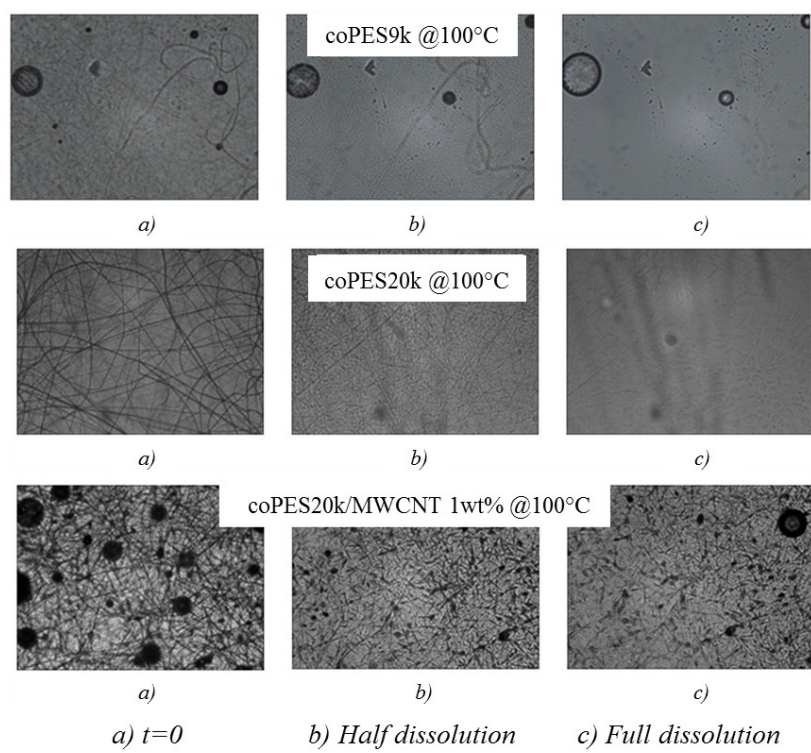 coPES9k @100°C
a) b) c)
coPES20k @100°C
a) b) c)
coPES20k/MWCNT 1wt% @100°C
a) b) c)
a) t=0 b) Half dissolution c) Full dissolution